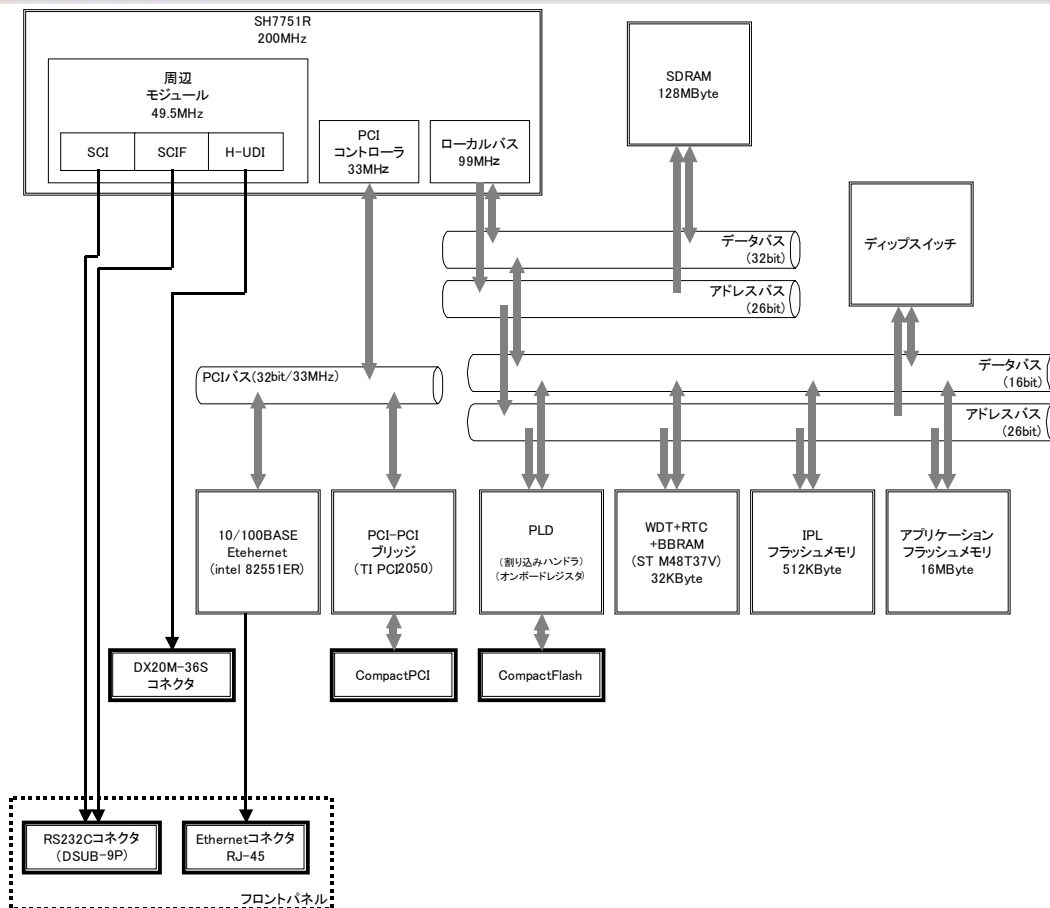 SH7751R
200MHz
周辺
モジュール
49.5MHz
SCI
SCIF
H-UDI
PCI
コントローラ
33MHz
ローカルバス
99MHz
SDRAM
128MByte
ディップスイッチ
データバス
(32bit)
アドレスバス
(26bit)
PCIバス(32bit/33MHz)
データバス
(16bit)
アドレスバス
(26bit)
10/100BASE
Etehernet
(intel 82551ER)
PCI-PCI
ブリッジ
(TI PCI2050)
PLD
(割り込みハンドラ)
(オンボードレジスタ)
WDT+RTC
+BBRAM
(ST M48T37V)
32KByte
IPL
フラッシュメモリ
512KByte
アプリケーション
フラッシュメモリ
16MByte
DX20M-36S
コネクタ
CompactPCI
CompactFlash
RS232Cコネクタ
(DSUB-9P)
Ethernetコネクタ
RJ-45
フロントパネル